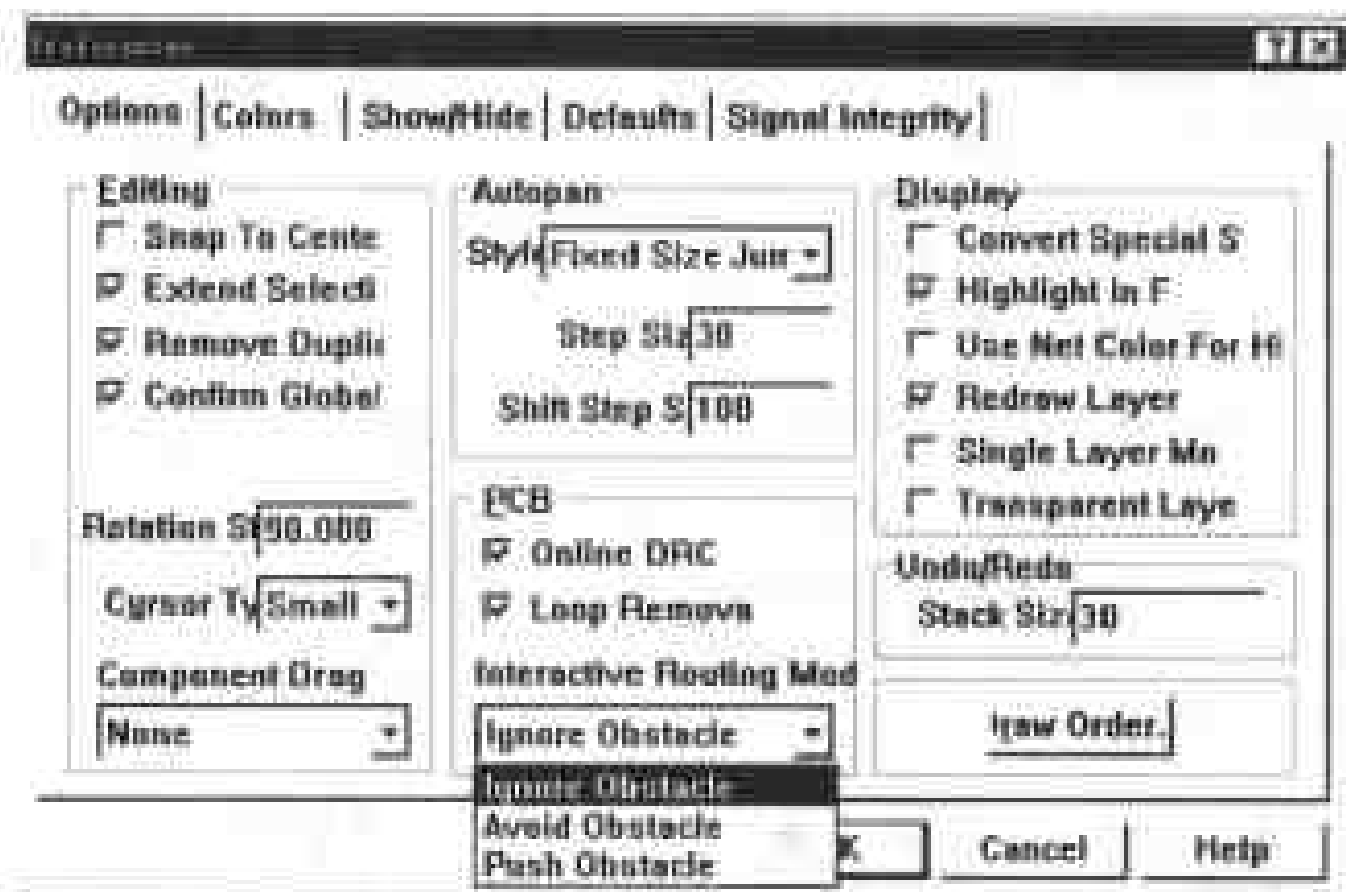 Options Colors Show/Hide Defaults Signal Integrity
Editing
Snap To Cente
Extend Selecti
Remove Duplic
Confirm Global
Rotation St 90.000
Cursor Ty Small
Component Drag
None
Autopan
Style Fixed Size Jum
Step Siz 30
Shift Step S 100
PCB
Online DRC
Loop Remova
Interactive Routing Mod
Ignore Obstacle
Ignore Obstacle
Avoid Obstacle
Push Obstacle
Display
Convert Special S
Highlight in F
Use Net Color For Hi
Redraw Layer
Single Layer Mo
Transparent Laye
Undo/Redo
Stack Siz 30
raw Order.
K Cancel Help